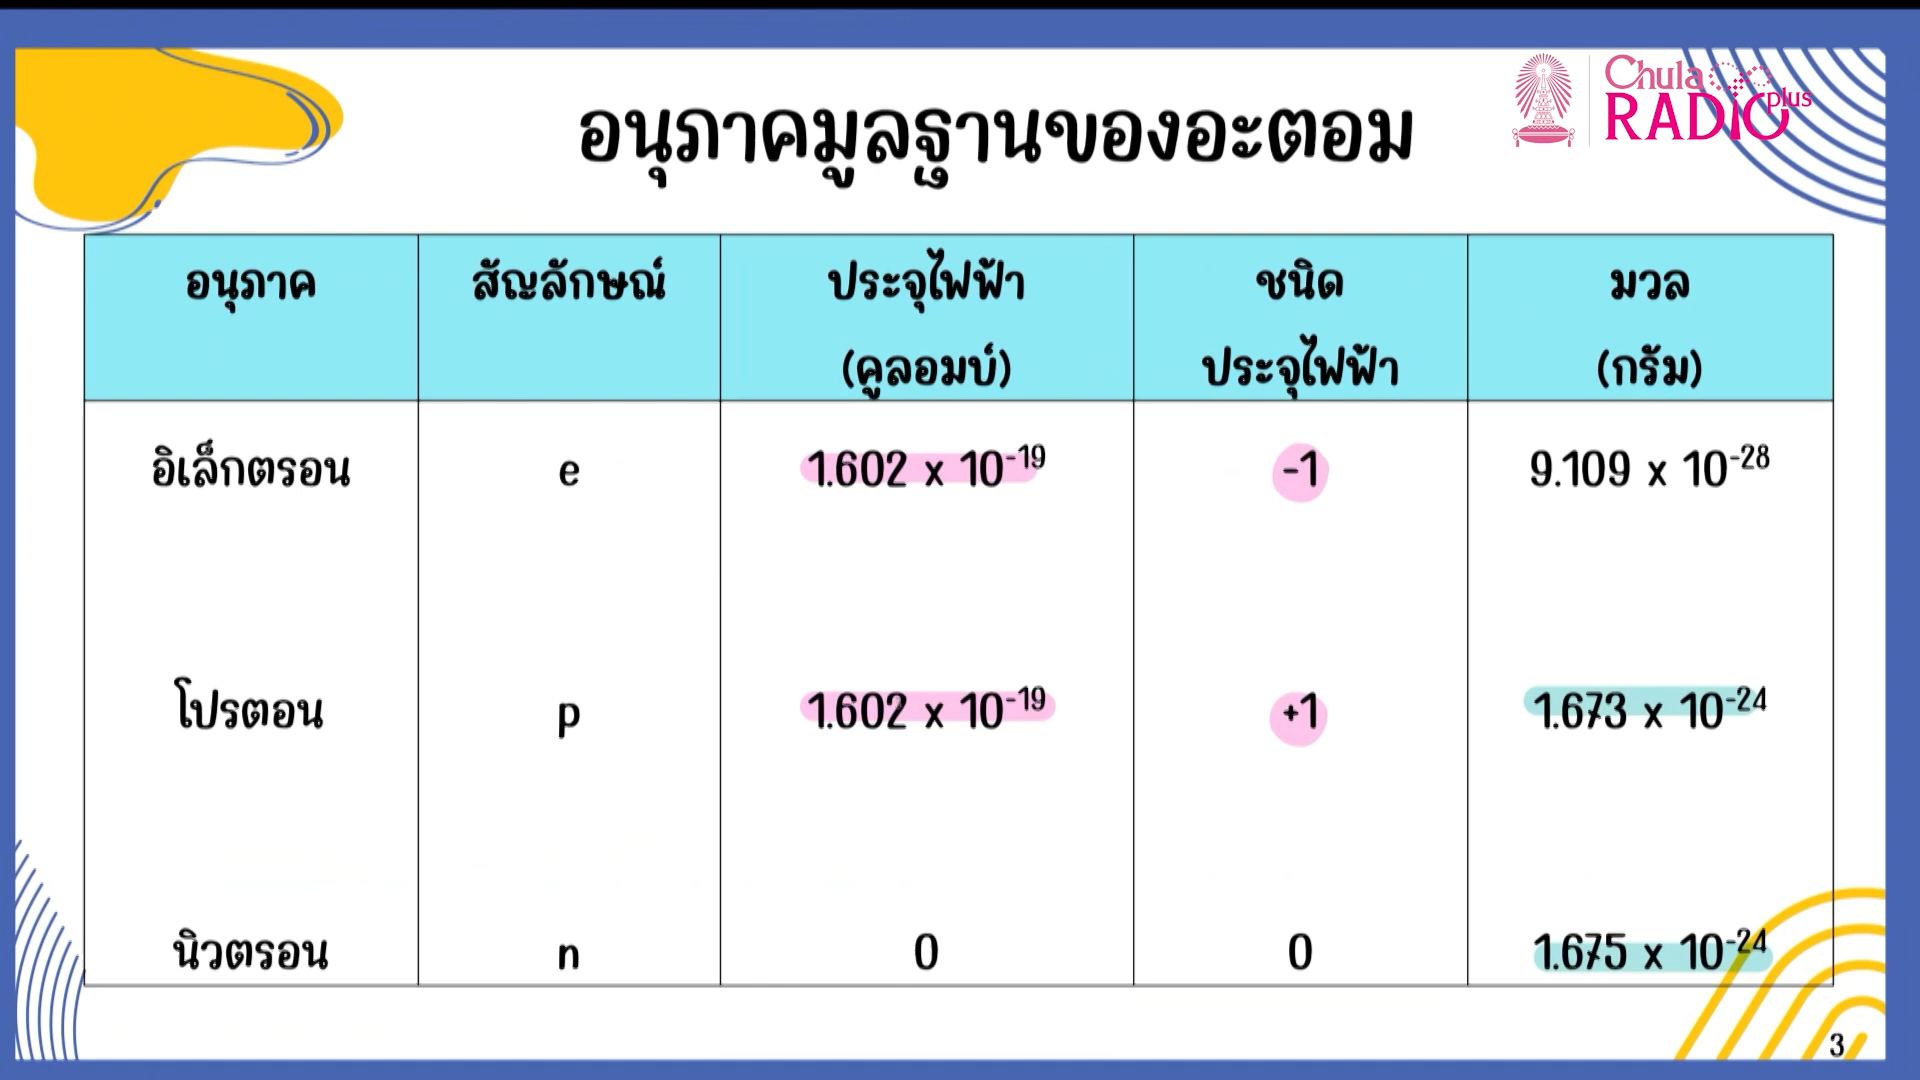 Chula
RADIO plus
อนุภาคมูลฐานของอะตอม
อนุภาค สัญลักษณ์ ประจุไฟฟ้า (คูลอมบ์) ชนิด ประจุไฟฟ้า มวล (กรัม)
อิเล็กตรอน e 1.602 x 10⁻¹⁹ -1 9.109 x 10⁻²⁸
โปรตอน p 1.602 x 10⁻¹⁹ +1 1.673 x 10⁻²⁴
นิวตรอน n 0 0 1.675 x 10⁻²⁴
3